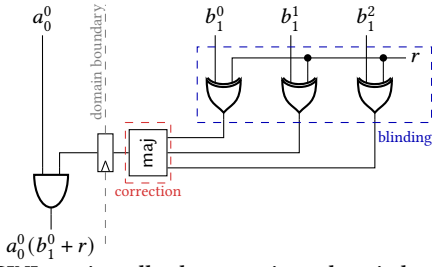 a_0^0
domain boundary
b_1^0 b_1^1 b_1^2
r
blinding
maj
correction
a_0^0(b_1^0 + r)